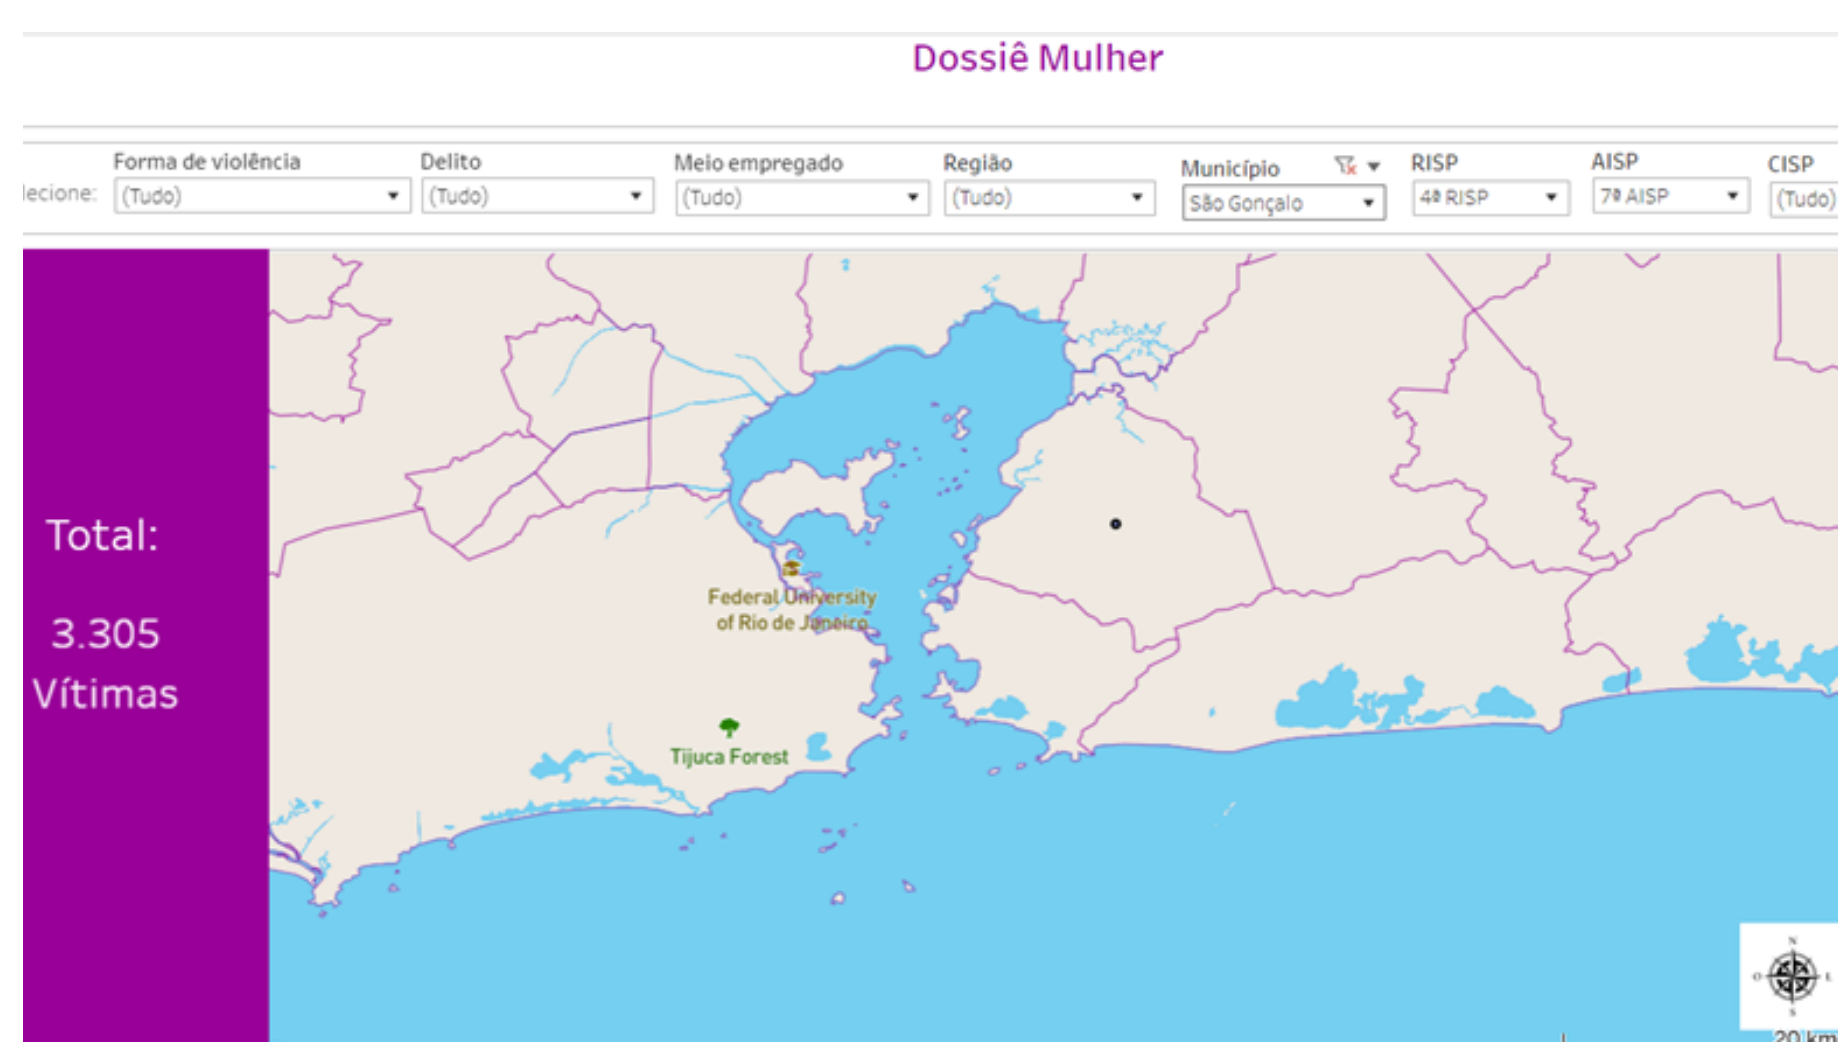 Dossiê Mulher
Forma de violência Delito Meio empregado Região Município RISP AISP CISP
lecione: (Tudo) (Tudo) (Tudo) (Tudo) São Gonçalo 4ª RISP 7ª AISP (Tudo)
Total:
3.305
Vítimas
Federal University
of Rio de Janeiro
Tijuca Forest
N
O L
S
20 km